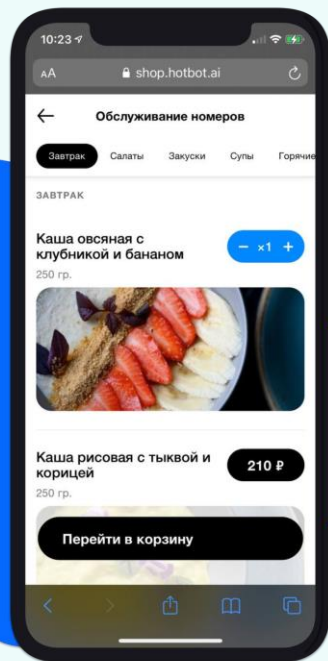 10:23
AA shop.hotbot.ai
Обслуживание номеров
Завтрак Салаты Закуски Супы Горячие
ЗАВТРАК
Каша овсяная с
клубникой и бананом
− ×1 +
250 гр.
Каша рисовая с тыквой и
корицей
210 ₽
250 гр.
Перейти в корзину